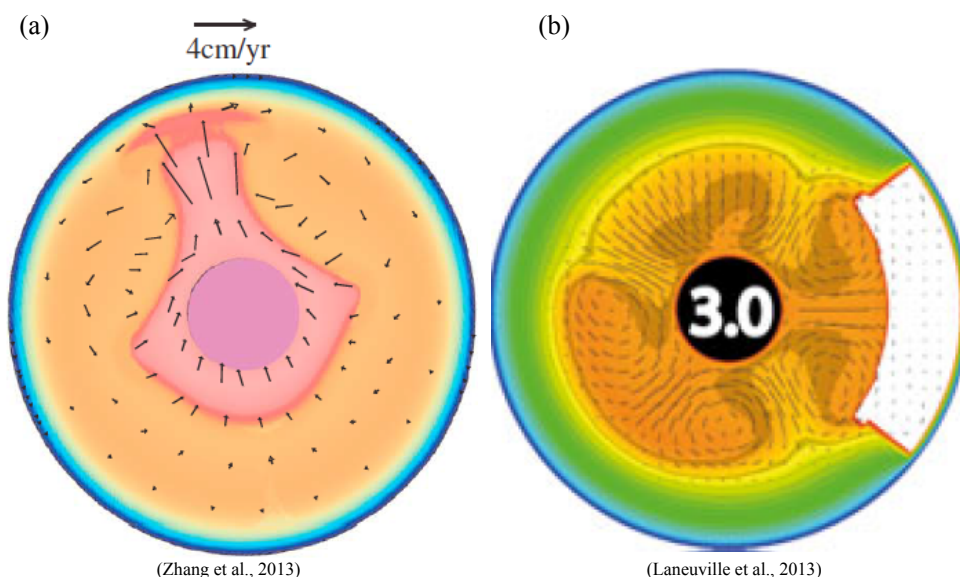 (a)
4cm/yr
(b)
3.0
(Zhang et al., 2013)
(Laneuville et al., 2013)